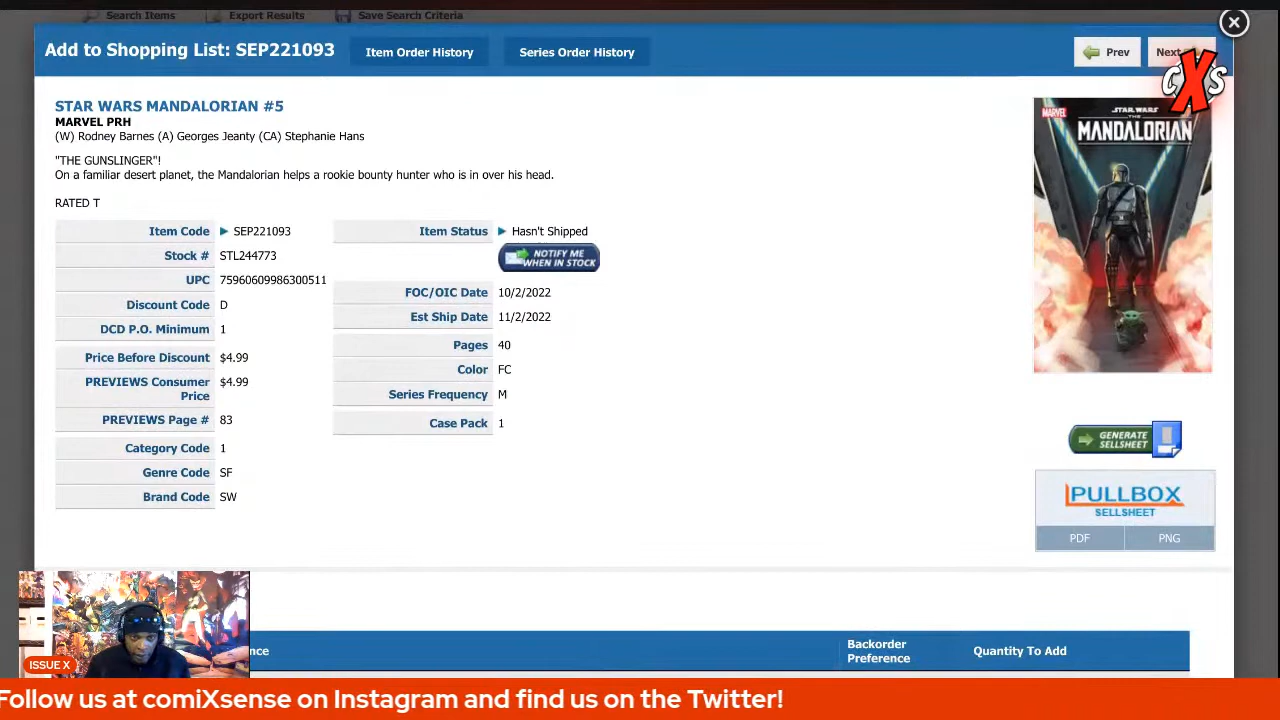 Search Items Export Results Save Search Criteria
Add to Shopping List: SEP221093 Item Order History Series Order History Prev Next
CXS
STAR WARS MANDALORIAN #5
MARVEL PRH
(W) Rodney Barnes (A) Georges Jeanty (CA) Stephanie Hans
"THE GUNSLINGER"!
On a familiar desert planet, the Mandalorian helps a rookie bounty hunter who is in over his head.
RATED T
MARVEL
STAR WARS
THE
MANDALORIAN
Item Code SEP221093
Stock # STL244773
UPC 75960609986300511
Discount Code D
DCD P.O. Minimum 1
Price Before Discount $4.99
PREVIEWS Consumer $4.99
Price
PREVIEWS Page # 83
Category Code 1
Genre Code SF
Brand Code SW
Item Status Hasn't Shipped
NOTIFY ME
WHEN IN STOCK
FOC/OIC Date 10/2/2022
Est Ship Date 11/2/2022
Pages 40
Color FC
Series Frequency M
Case Pack 1
GENERATE
SELLSHEET
PULLBOX
SELLSHEET
PDF PNG
nce
Backorder
Preference
Quantity To Add
ISSUE X
Follow us at comiXsense on Instagram and find us on the Twitter!